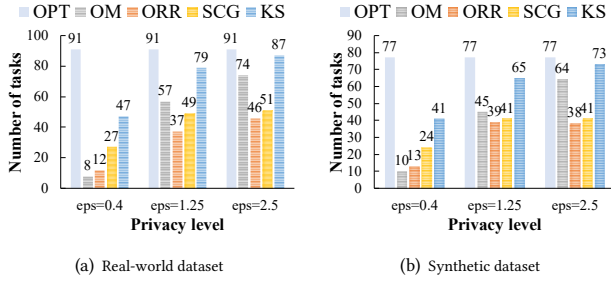 OPT OM ORR SCG KS
100
80
60
40
20
0
Number of tasks
91 8 12 27 47
91 57 37 49 79
91 74 46 51 87
eps=0.4 eps=1.25 eps=2.5
Privacy level
(a) Real-world dataset
OPT OM ORR SCG KS
90
80
70
60
50
40
30
20
10
0
Number of tasks
77 10 13 24 41
77 45 39 41 65
77 64 38 41 73
eps=0.4 eps=1.25 eps=2.5
Privacy level
(b) Synthetic dataset